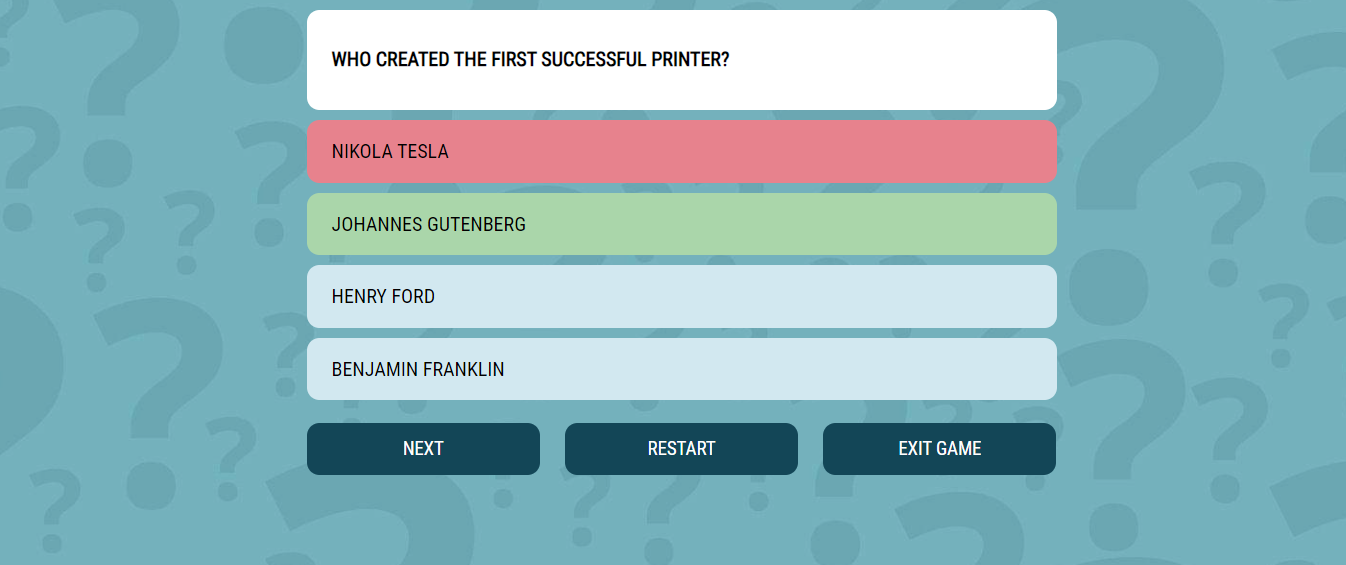 WHO CREATED THE FIRST SUCCESSFUL PRINTER?
NIKOLA TESLA
JOHANNES GUTENBERG
HENRY FORD
BENJAMIN FRANKLIN
NEXT
RESTART
EXIT GAME